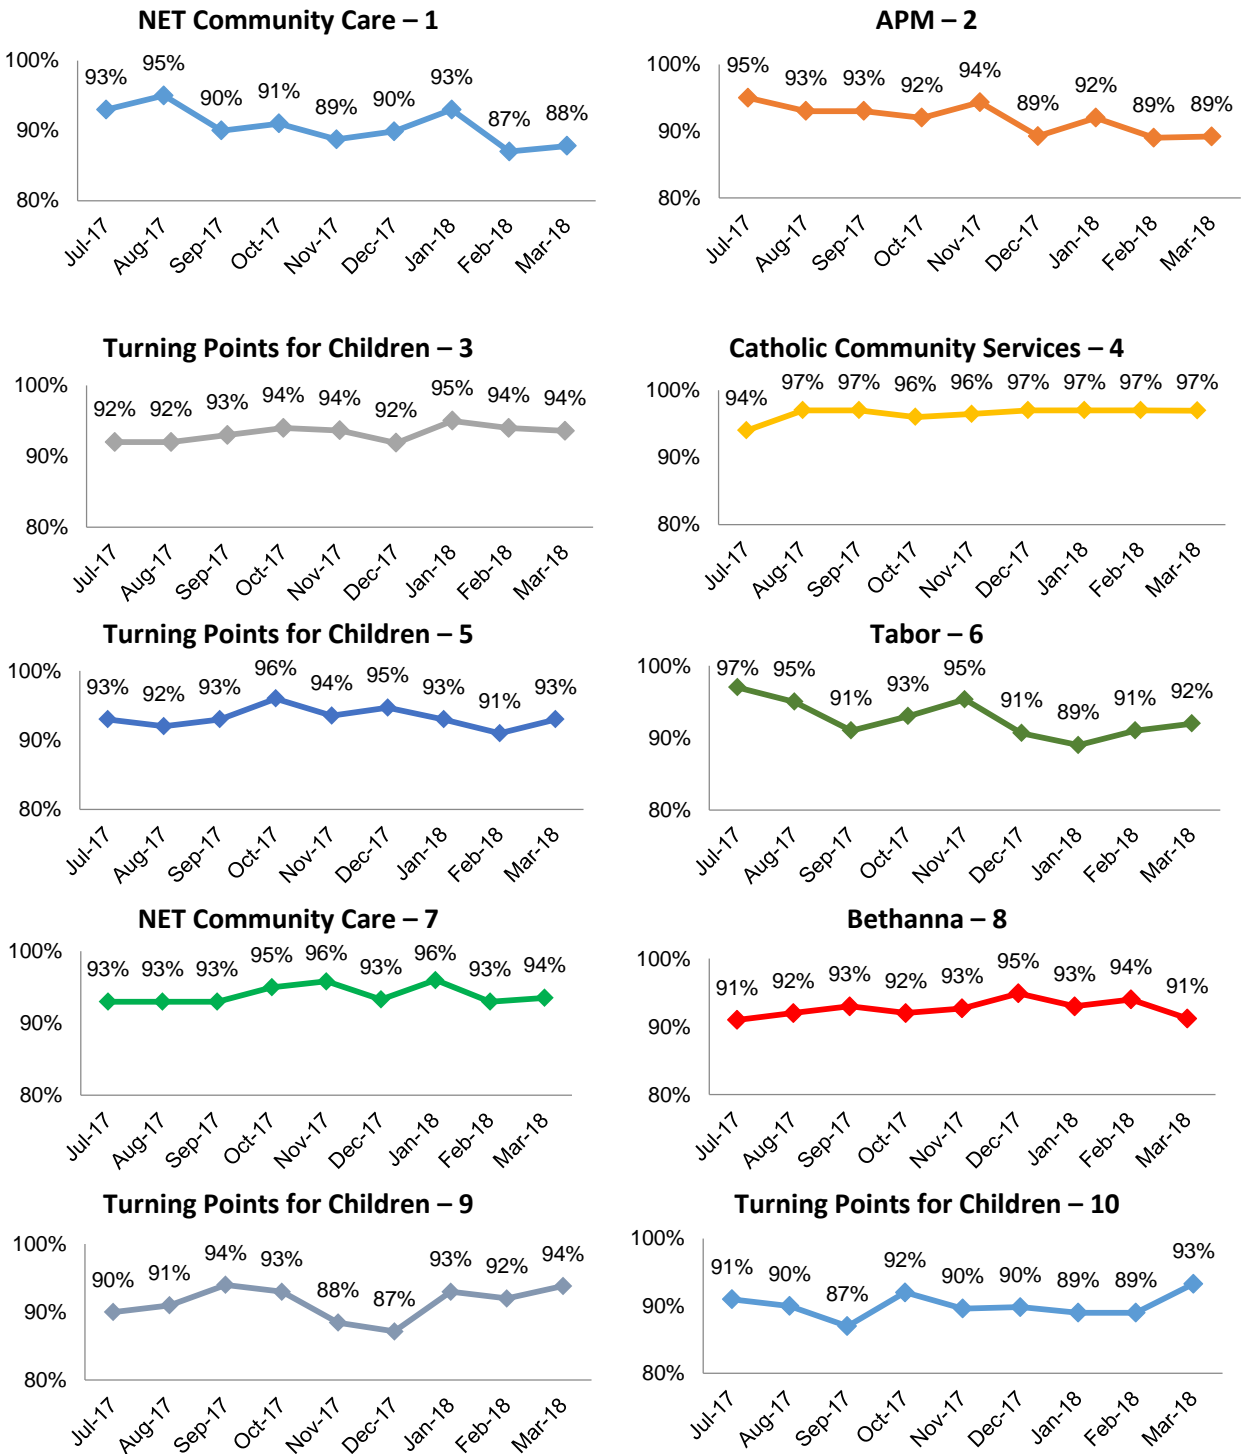 NET Community Care – 1
100%
90%
80%
93%
95%
90%
91%
89%
90%
93%
87%
88%
Jul-17
Aug-17
Sep-17
Oct-17
Nov-17
Dec-17
Jan-18
Feb-18
Mar-18
APM – 2
100%
90%
80%
95%
93%
93%
92%
94%
89%
92%
89%
89%
Jul-17
Aug-17
Sep-17
Oct-17
Nov-17
Dec-17
Jan-18
Feb-18
Mar-18
Turning Points for Children – 3
100%
90%
80%
92%
92%
93%
94%
94%
92%
95%
94%
94%
Jul-17
Aug-17
Sep-17
Oct-17
Nov-17
Dec-17
Jan-18
Feb-18
Mar-18
Catholic Community Services – 4
100%
90%
80%
94%
97%
97%
96%
96%
97%
97%
97%
97%
Jul-17
Aug-17
Sep-17
Oct-17
Nov-17
Dec-17
Jan-18
Feb-18
Mar-18
Turning Points for Children – 5
100%
90%
80%
93%
92%
93%
96%
94%
95%
93%
91%
93%
Jul-17
Aug-17
Sep-17
Oct-17
Nov-17
Dec-17
Jan-18
Feb-18
Mar-18
Tabor – 6
100%
90%
80%
97%
95%
91%
93%
95%
91%
89%
91%
92%
Jul-17
Aug-17
Sep-17
Oct-17
Nov-17
Dec-17
Jan-18
Feb-18
Mar-18
NET Community Care – 7
100%
90%
80%
93%
93%
93%
95%
96%
93%
96%
93%
94%
Jul-17
Aug-17
Sep-17
Oct-17
Nov-17
Dec-17
Jan-18
Feb-18
Mar-18
Bethanna – 8
100%
90%
80%
91%
92%
93%
92%
93%
95%
93%
94%
91%
Jul-17
Aug-17
Sep-17
Oct-17
Nov-17
Dec-17
Jan-18
Feb-18
Mar-18
Turning Points for Children – 9
100%
90%
80%
90%
91%
94%
93%
88%
87%
93%
92%
94%
Jul-17
Aug-17
Sep-17
Oct-17
Nov-17
Dec-17
Jan-18
Feb-18
Mar-18
Turning Points for Children – 10
100%
90%
80%
91%
90%
87%
92%
90%
90%
89%
89%
93%
Jul-17
Aug-17
Sep-17
Oct-17
Nov-17
Dec-17
Jan-18
Feb-18
Mar-18